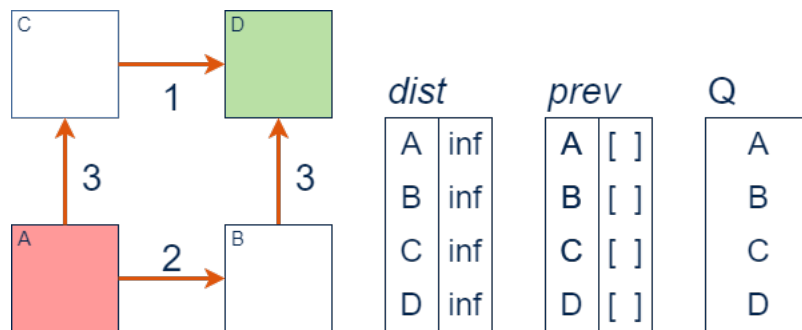 C
D
1
3
3
A
B
2
dist
A inf
B inf
C inf
D inf
prev
A [ ]
B [ ]
C [ ]
D [ ]
Q
A
B
C
D